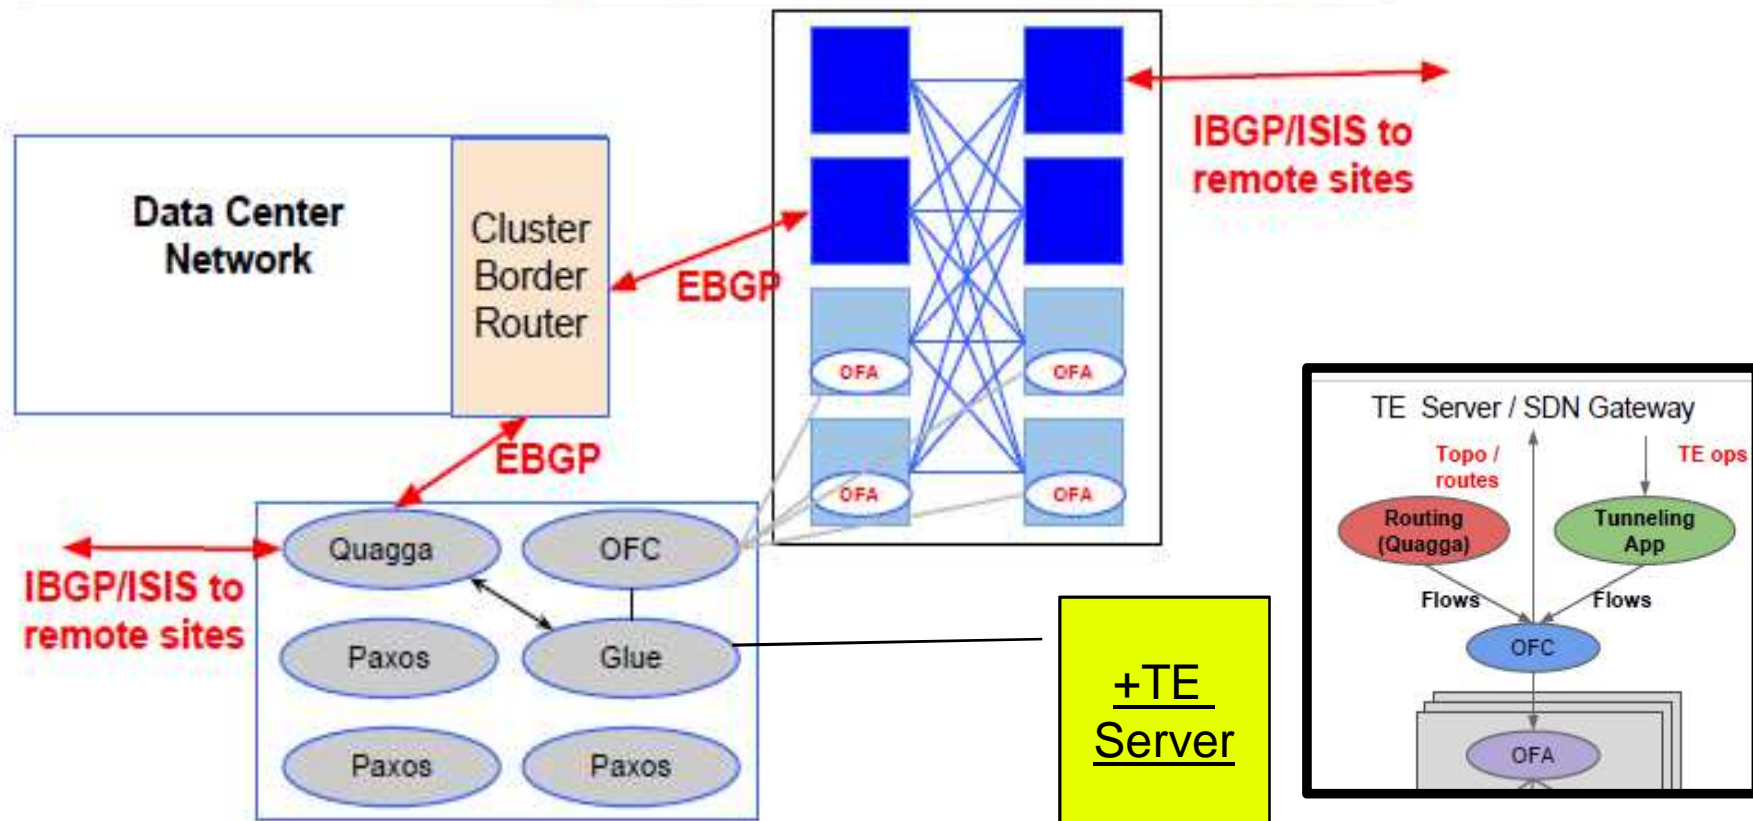 Data Center
Network
Cluster
Border
Router
EBGP
IBGP/ISIS to
remote sites
OFA
OFA
OFA
OFA
EBGP
IBGP/ISIS to
remote sites
Quagga
OFC
Paxos
Glue
Paxos
Paxos
+TE
Server
TE Server / SDN Gateway
Topo /
routes
TE ops
Routing
(Quagga)
Tunneling
App
Flows
Flows
OFC
OFA